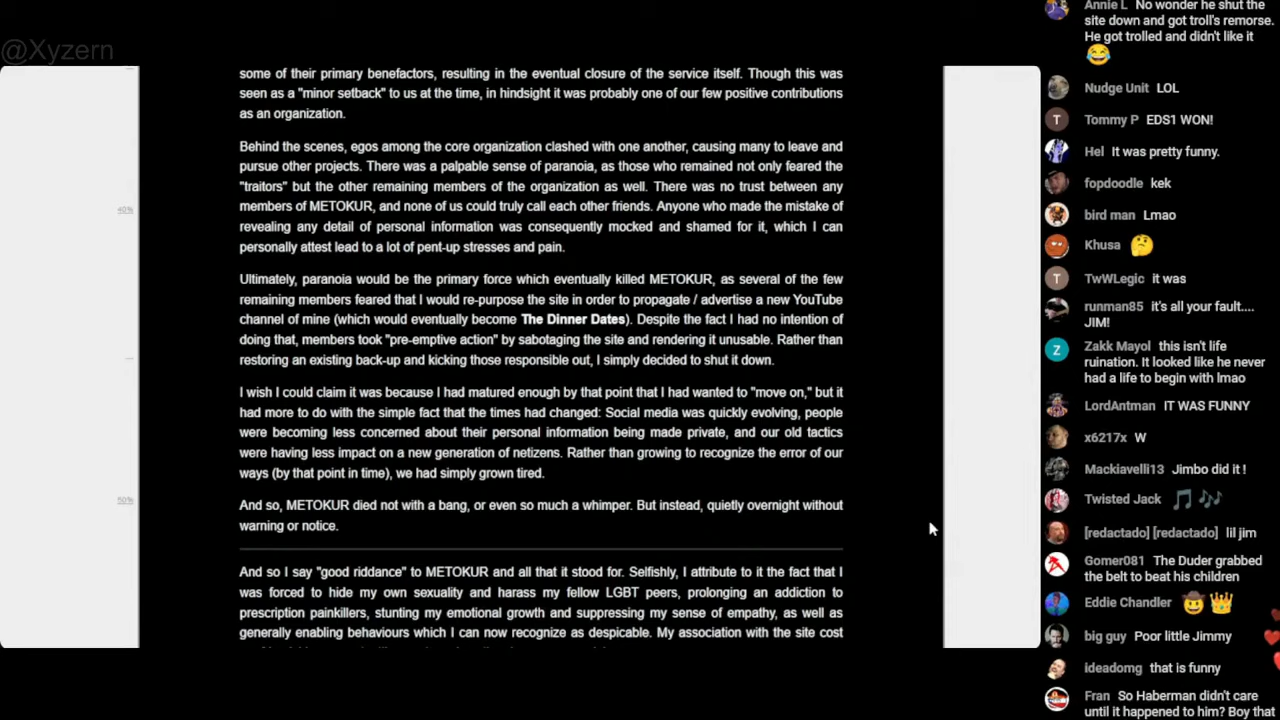 @Xyzern
some of their primary benefactors, resulting in the eventual closure of the service itself. Though this was
seen as a "minor setback" to us at the time, in hindsight it was probably one of our few positive contributions
as an organization.
Behind the scenes, egos among the core organization clashed with one another, causing many to leave and
pursue other projects. There was a palpable sense of paranoia, as those who remained not only feared the
"traitors" but the other remaining members of the organization as well. There was no trust between any
members of METOKUR, and none of us could truly call each other friends. Anyone who made the mistake of
revealing any detail of personal information was consequently mocked and shamed for it, which I can
personally attest lead to a lot of pent-up stresses and pain.
40%
Ultimately, paranoia would be the primary force which eventually killed METOKUR, as several of the few
remaining members feared that I would re-purpose the site in order to propagate / advertise a new YouTube
channel of mine (which would eventually become The Dinner Dates). Despite the fact I had no intention of
doing that, members took "pre-emptive action" by sabotaging the site and rendering it unusable. Rather than
restoring an existing back-up and kicking those responsible out, I simply decided to shut it down.
I wish I could claim it was because I had matured enough by that point that I had wanted to "move on," but it
had more to do with the simple fact that the times had changed: Social media was quickly evolving, people
were becoming less concerned about their personal information being made private, and our old tactics
were having less impact on a new generation of netizens. Rather than growing to recognize the error of our
ways (by that point in time), we had simply grown tired.
50%
And so, METOKUR died not with a bang, or even so much a whimper. But instead, quietly overnight without
warning or notice.
And so I say "good riddance" to METOKUR and all that it stood for. Selfishly, I attribute to it the fact that I
was forced to hide my own sexuality and harass my fellow LGBT peers, prolonging an addiction to
prescription painkillers, stunting my emotional growth and suppressing my sense of empathy, as well as
generally enabling behaviours which I can now recognize as despicable. My association with the site cost
Annie L No wonder he shut the
site down and got troll's remorse.
He got trolled and didn't like it
😂
Nudge Unit LOL
T
Tommy P EDS1 WON!
Hel It was pretty funny.
fopdoodle kek
bird man Lmao
Khusa 🤔
T
TwWLegic it was
runman85 it's all your fault....
JIM!
Z
Zakk Mayol this isn't life
ruination. It looked like he never
had a life to begin with lmao
LordAntman IT WAS FUNNY
x6217x W
Mackiavelli13 Jimbo did it !
Twisted Jack 🎵 🎶
[redactado] [redactado] lil jim
Gomer081 The Duder grabbed
the belt to beat his children
Eddie Chandler 🤠👑
big guy Poor little Jimmy
ideadomg that is funny
Fran So Haberman didn't care
until it happened to him? Boy that